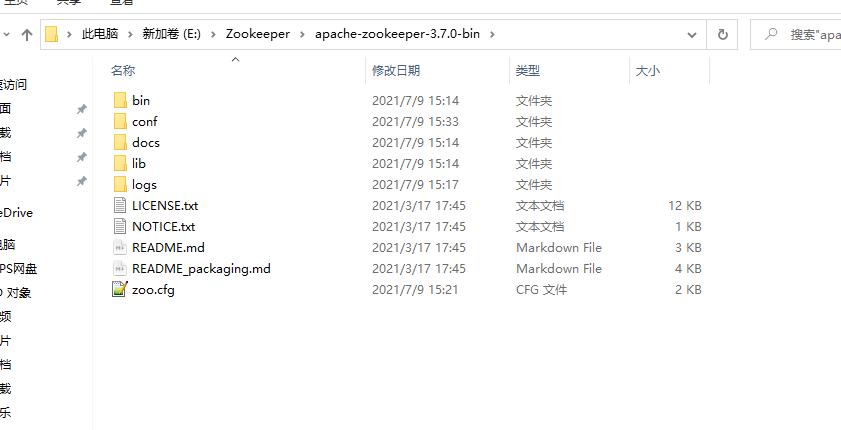 主页 共享 查看
此电脑 新加卷 (E:) Zookeeper apache-zookeeper-3.7.0-bin 搜索"apa
名称 修改日期 类型 大小
bin 2021/7/9 15:14 文件夹
conf 2021/7/9 15:33 文件夹
docs 2021/7/9 15:14 文件夹
lib 2021/7/9 15:14 文件夹
logs 2021/7/9 15:17 文件夹
LICENSE.txt 2021/3/17 17:45 文本文档 12 KB
NOTICE.txt 2021/3/17 17:45 文本文档 1 KB
README.md 2021/3/17 17:45 Markdown File 3 KB
README_packaging.md 2021/3/17 17:45 Markdown File 4 KB
zoo.cfg 2021/7/9 15:21 CFG 文件 2 KB
访问
面
载
档
片
eDrive
电脑
PS网盘
D 对象
频
片
档
载
乐